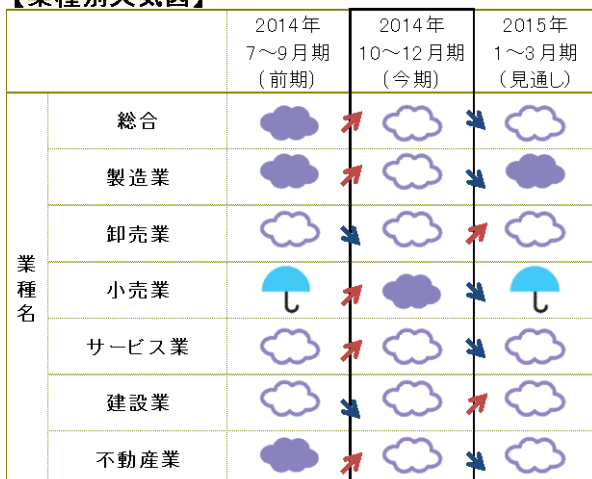 【業種別天気図】
2014年
7～9月期
(前期)
2014年
10～12月期
(今期)
2015年
1～3月期
(見通し)
業種名
総合
製造業
卸売業
小売業
サービス業
建設業
不動産業